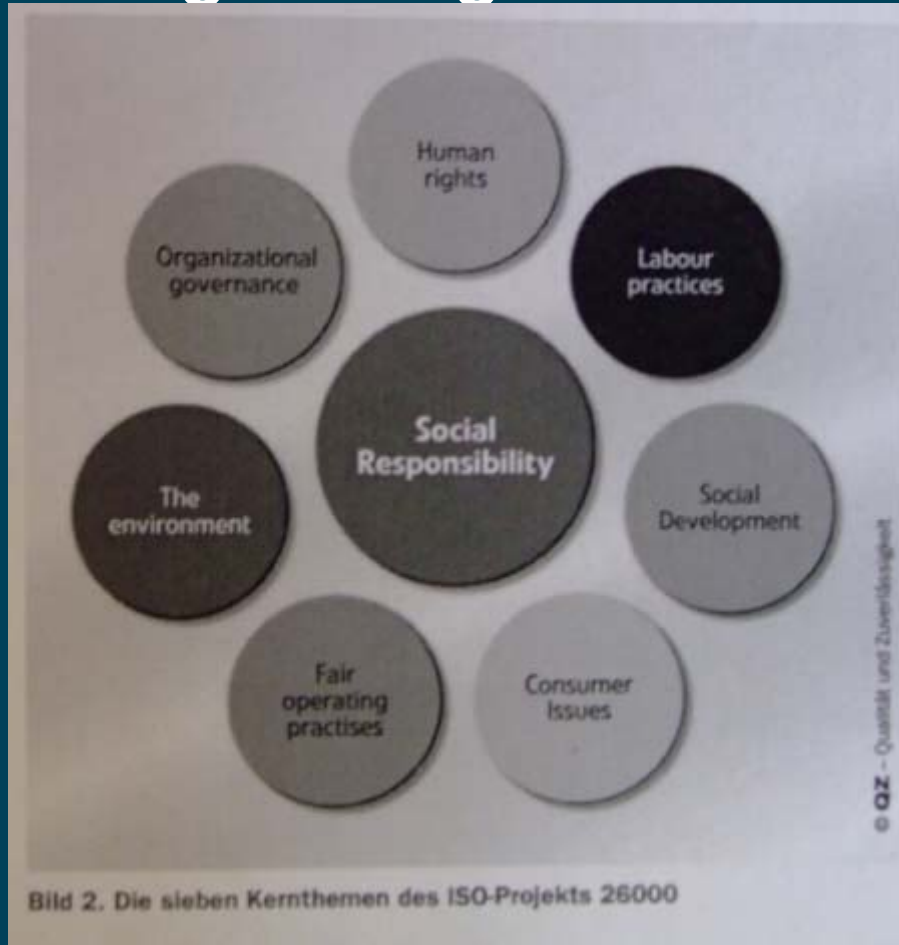 Human
rights
Organizational
governance
Labour
practices
Social
Responsibility
The
environment
Social
Development
Fair
operating
practises
Consumer
Issues
© QZ – Qualität und Zuverlässigkeit
Bild 2. Die sieben Kernthemen des ISO-Projekts 26000